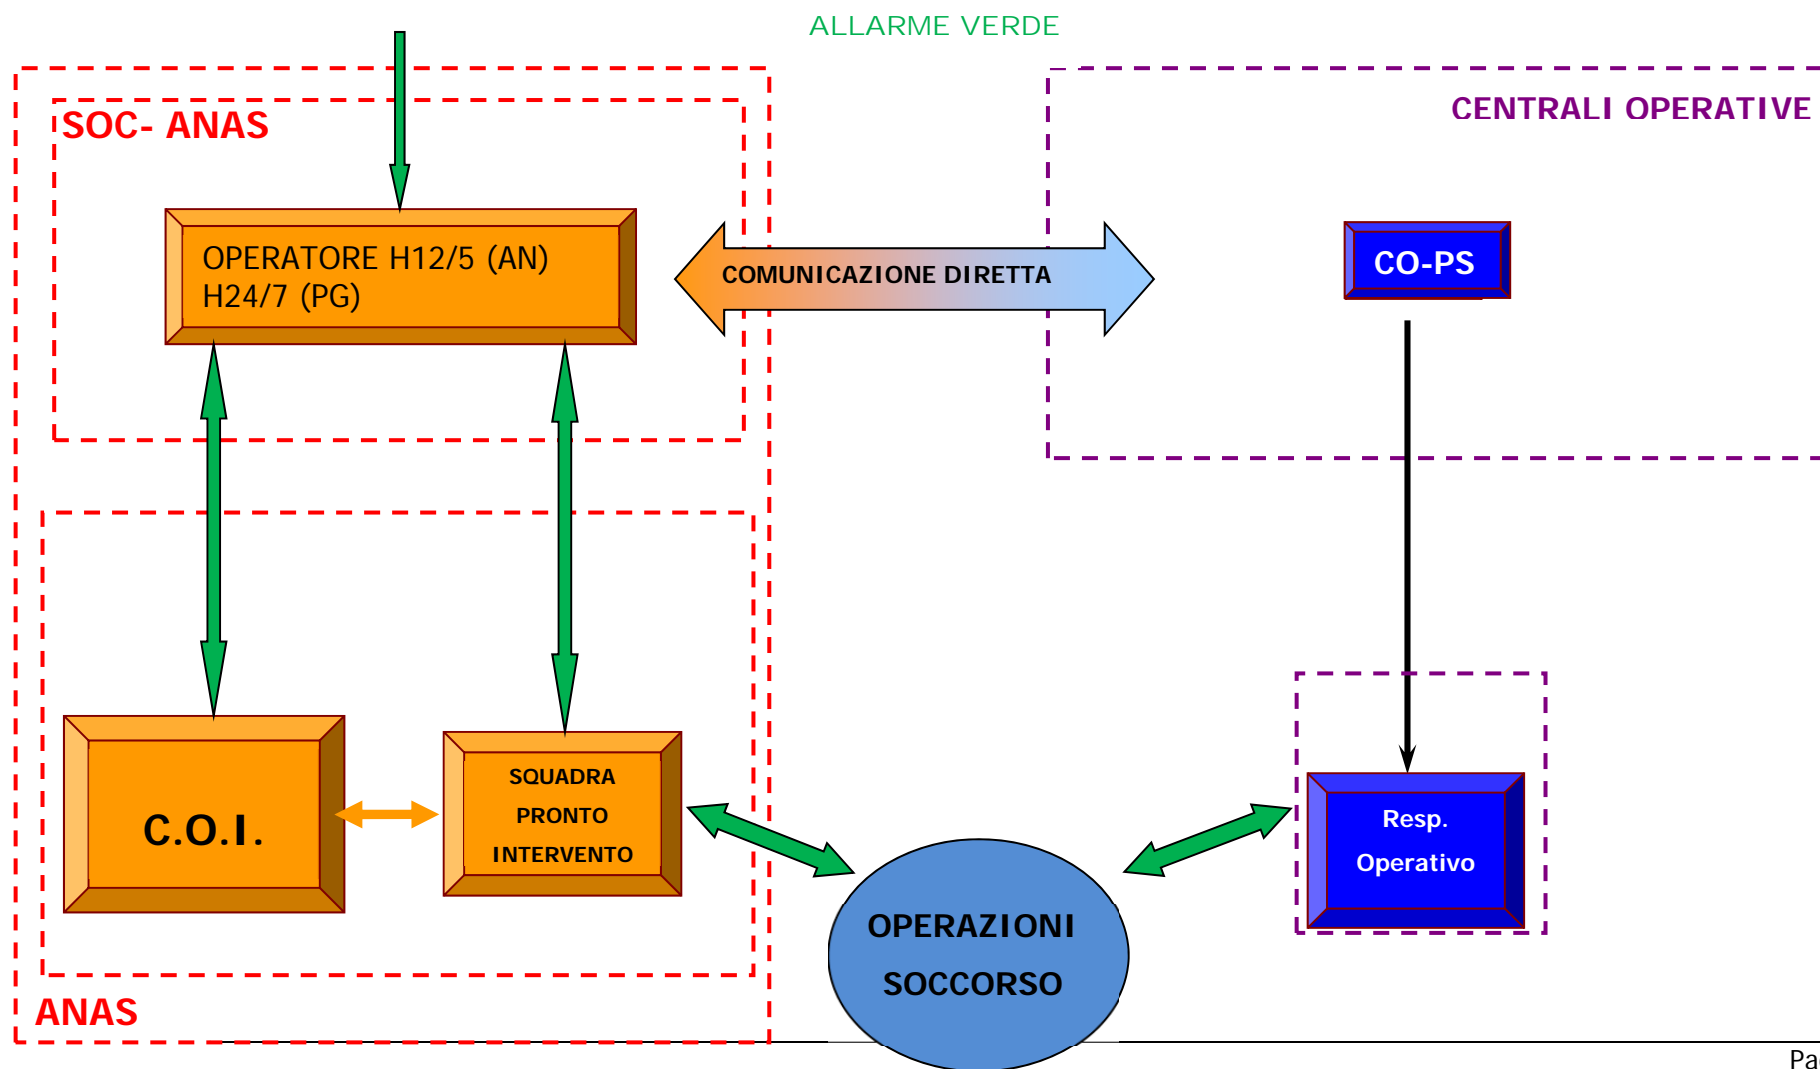 ALLARME VERDE
SOC- ANAS
CENTRALI OPERATIVE
OPERATORE H12/5 (AN)
H24/7 (PG)
COMUNICAZIONE DIRETTA
CO-PS
C.O.I.
SQUADRA
PRONTO
INTERVENTO
Resp.
Operativo
OPERAZIONI
SOCCORSO
ANAS